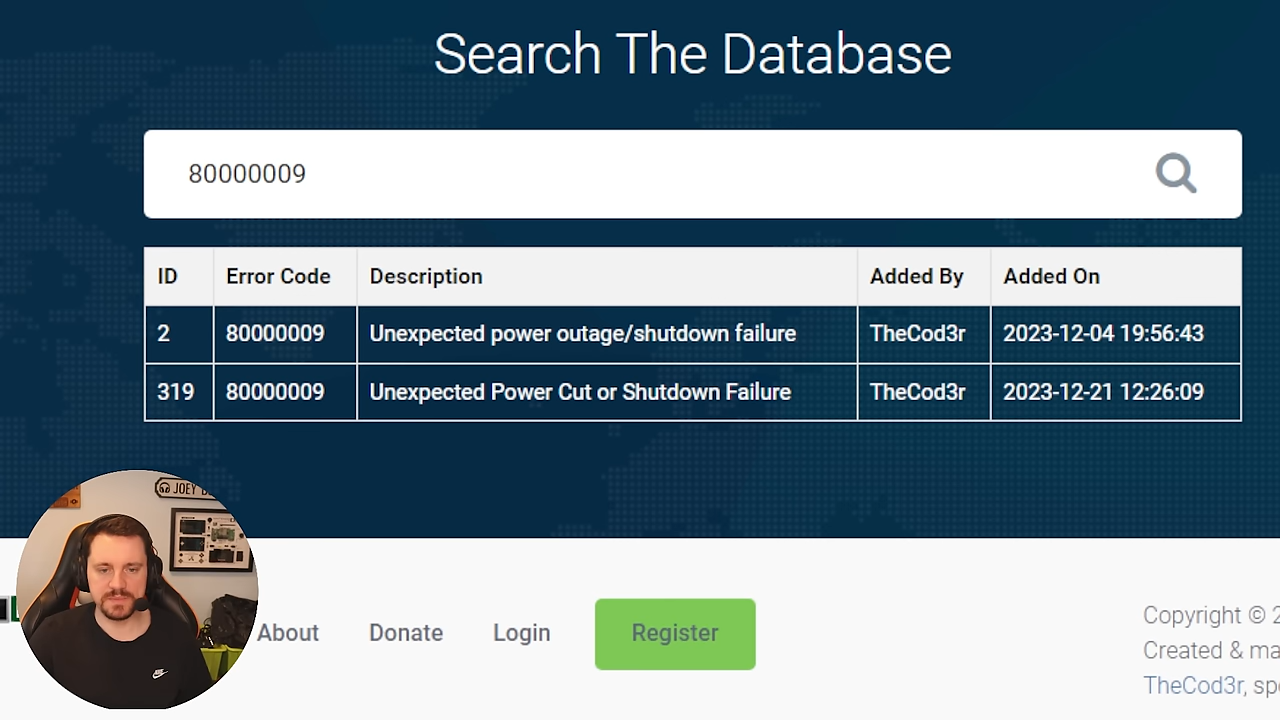 Search The Database
80000009
ID Error Code Description Added By Added On
2 80000009 Unexpected power outage/shutdown failure TheCod3r 2023-12-04 19:56:43
319 80000009 Unexpected Power Cut or Shutdown Failure TheCod3r 2023-12-21 12:26:09
JOEY
About Donate Login Register
Copyright ©
Created &
TheCod3r,